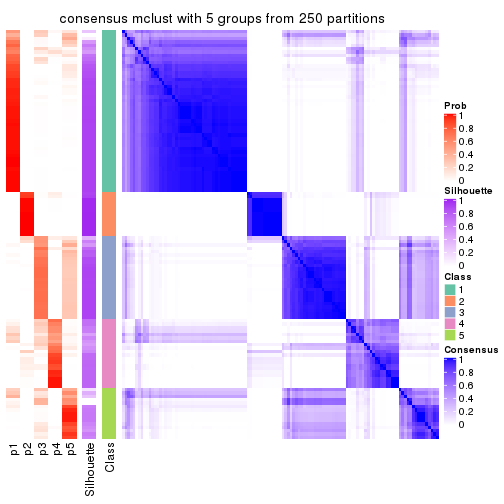 consensus mclust with 5 groups from 250 partitions
Prob
1
0.8
0.6
0.4
0.2
0
Silhouette
1
0.8
0.6
0.4
0.2
0
Class
1
2
3
4
5
Consensus
1
0.8
0.6
0.4
0.2
0
p1
p2
p3
p4
p5
Silhouette
Class